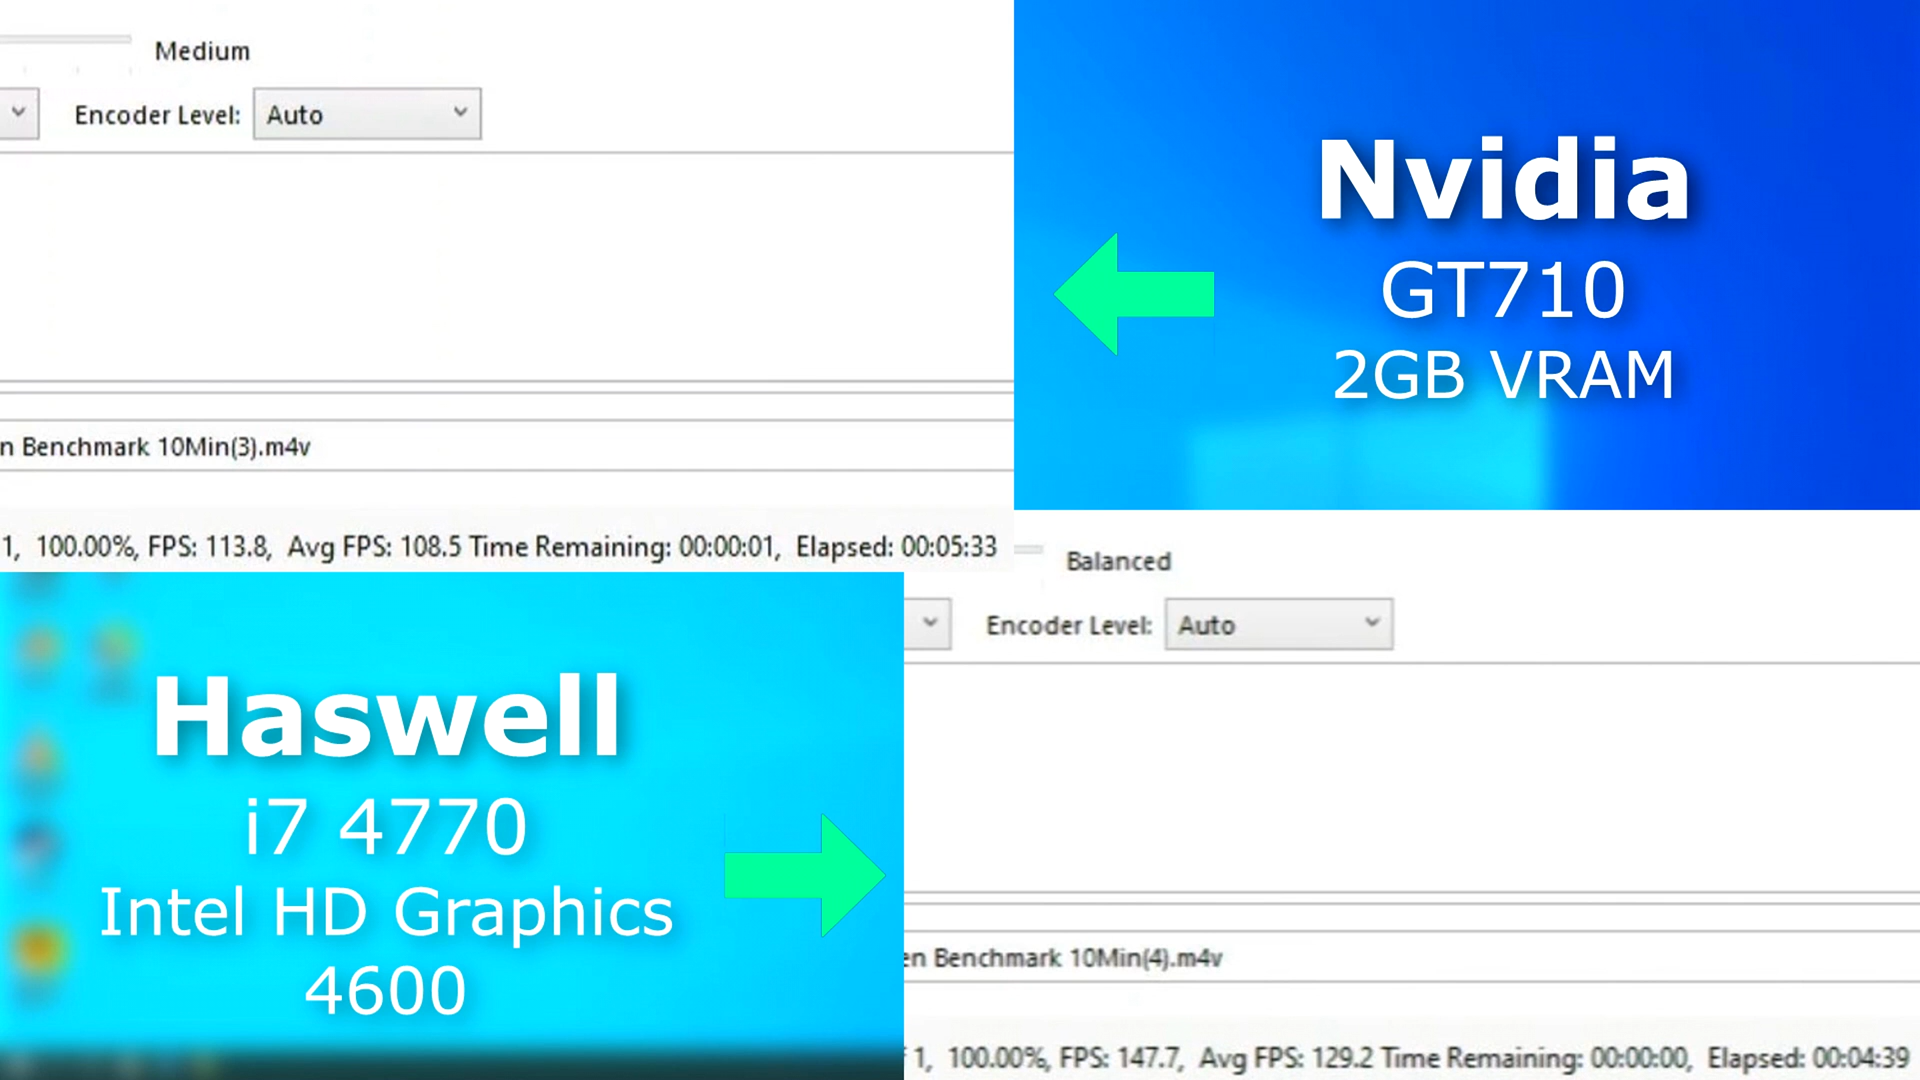 Medium
Encoder Level: Auto
n Benchmark 10Min(3).m4v
1, 100.00%, FPS: 113.8, Avg FPS: 108.5 Time Remaining: 00:00:01, Elapsed: 00:05:33
Nvidia
GT710
2GB VRAM
Haswell
i7 4770
Intel HD Graphics
4600
Balanced
Encoder Level: Auto
en Benchmark 10Min(4).m4v
1, 100.00%, FPS: 147.7, Avg FPS: 129.2 Time Remaining: 00:00:00, Elapsed: 00:04:39